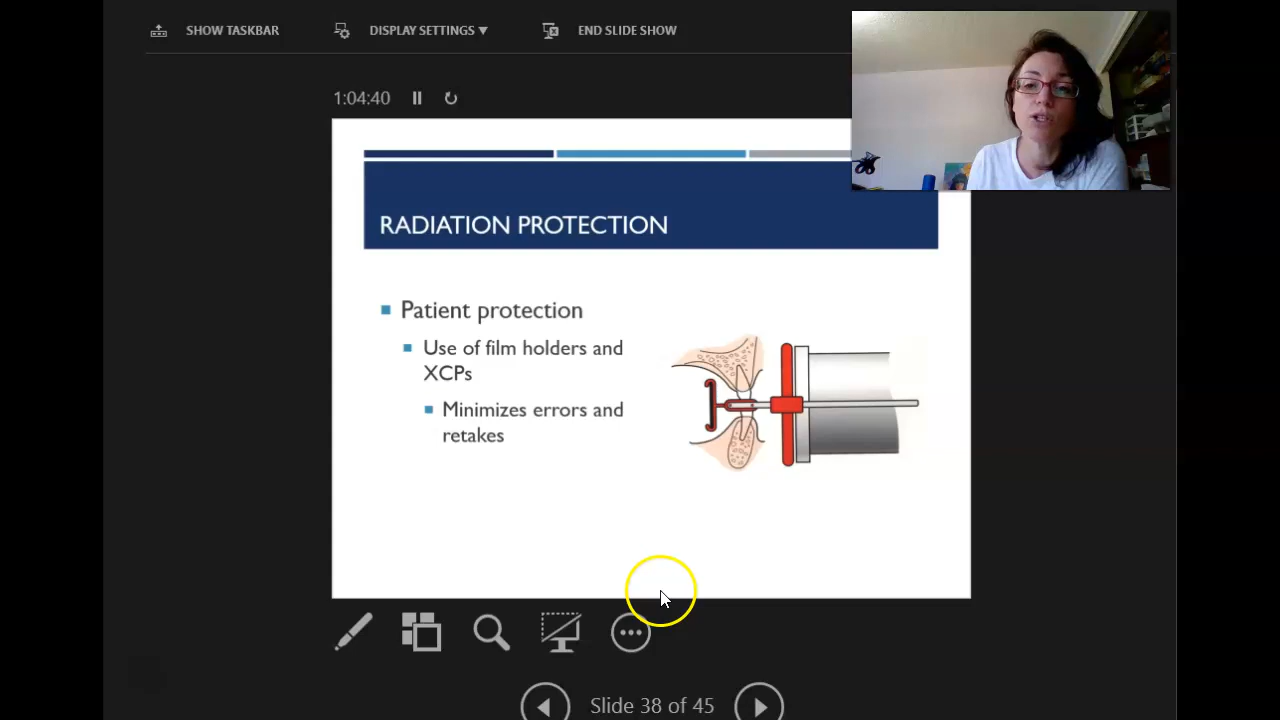 SHOW TASKBAR
DISPLAY SETTINGS
END SLIDE SHOW
1:04:40
RADIATION PROTECTION
Patient protection
Use of film holders and
XCPs
Minimizes errors and
retakes
Slide 38 of 45